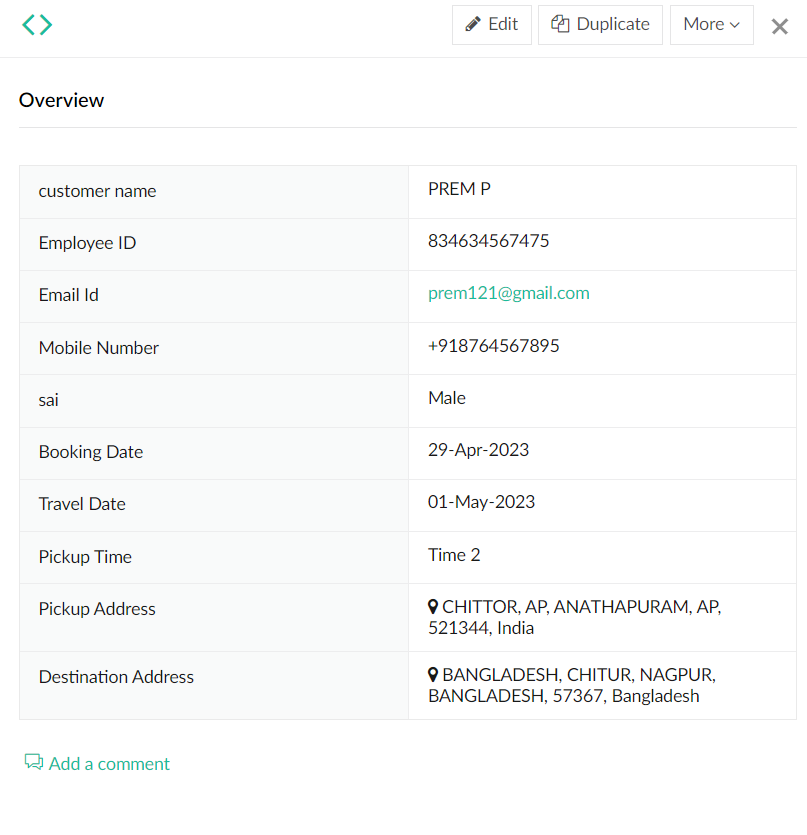 Edit Duplicate More
Overview
customer name PREM P
Employee ID 834634567475
Email Id prem121@gmail.com
Mobile Number +918764567895
sai Male
Booking Date 29-Apr-2023
Travel Date 01-May-2023
Pickup Time Time 2
Pickup Address CHITTOR, AP, ANATHAPURAM, AP,
521344, India
Destination Address BANGLADESH, CHITUR, NAGPUR,
BANGLADESH, 57367, Bangladesh
Add a comment